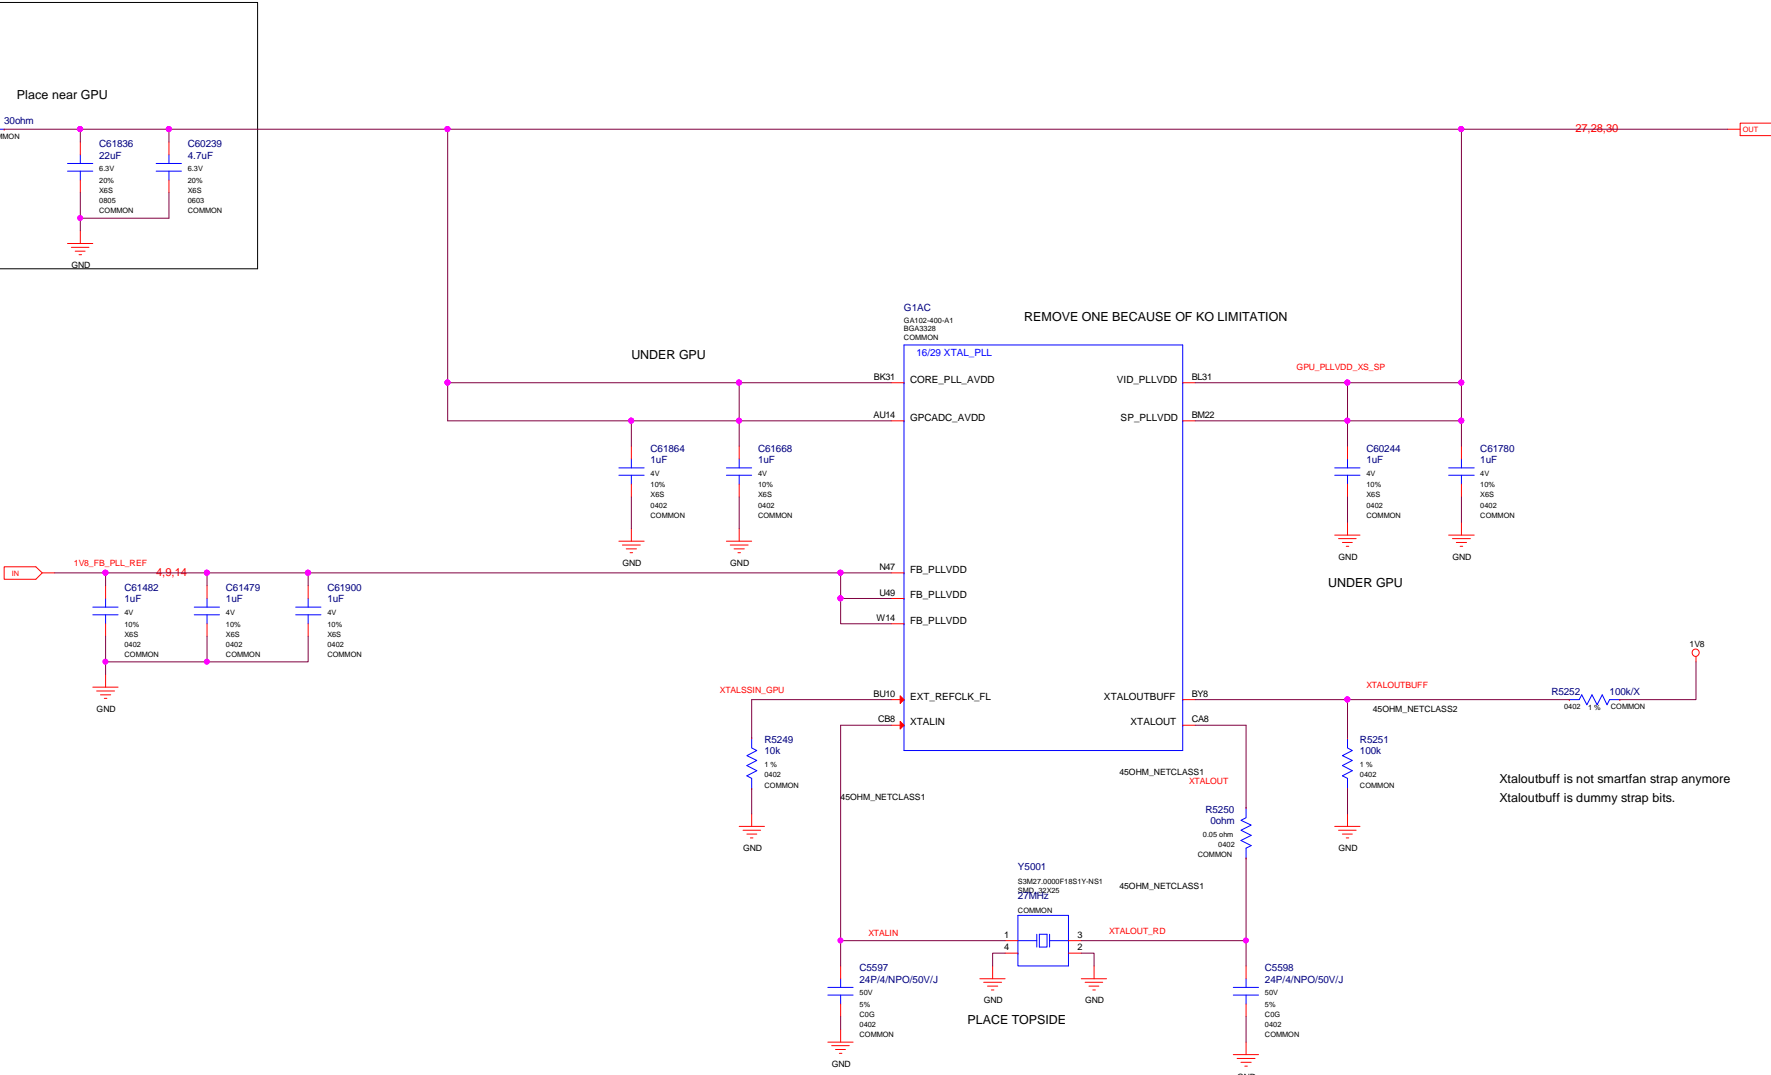 Place near GPU
30ohm
MMON
C61836
22uF
6.3V
20%
X6S
0805
COMMON
GND
C60239
4.7uF
6.3V
20%
X6S
0603
COMMON
27,28,30
OUT
G1AC
GA102-400-A1
BGA3328
COMMON
REMOVE ONE BECAUSE OF KO LIMITATION
16/29 XTAL_PLL
UNDER GPU
BK31 CORE_PLL_AVDD
AU14 GPCADC_AVDD
VID_PLLVDD BL31
SP_PLLVDD BM22
GPU_PLLVDD_XS_SP
C61864
1uF
4V
10%
X6S
0402
COMMON
GND
C61668
1uF
4V
10%
X6S
0402
COMMON
GND
C60244
1uF
4V
10%
X6S
0402
COMMON
GND
C61780
1uF
4V
10%
X6S
0402
COMMON
GND
UNDER GPU
IN
1V8_FB_PLL_REF
4,9,14
N47 FB_PLLVDD
U49 FB_PLLVDD
W14 FB_PLLVDD
C61482
1uF
4V
10%
X6S
0402
COMMON
GND
C61479
1uF
4V
10%
X6S
0402
COMMON
C61900
1uF
4V
10%
X6S
0402
COMMON
XTALSSIN_GPU
BU10 EXT_REFCLK_FL
CB8 XTALIN
XTALOUTBUFF BY8
XTALOUT CA8
XTALOUTBUFF
45OHM_NETCLASS2
R5252
100k/X
0402 1 % COMMON
1V8
R5249
10k
1 %
0402
COMMON
GND
45OHM_NETCLASS1
45OHM_NETCLASS1
XTALOUT
R5251
100k
1 %
0402
COMMON
GND
Xtaloutbuff is not smartfan strap anymore
Xtaloutbuff is dummy strap bits.
R5250
0ohm
0.05 ohm
0402
COMMON
Y5001
S3M27.0000F18S1Y-NS1
SMD_32X25
27MHz
COMMON
45OHM_NETCLASS1
XTALIN
1
4
3
2
XTALOUT_RD
GND
GND
PLACE TOPSIDE
C5597
24P/4/NPO/50V/J
50V
5%
C0G
0402
COMMON
GND
C5598
24P/4/NPO/50V/J
50V
5%
C0G
0402
COMMON
GND